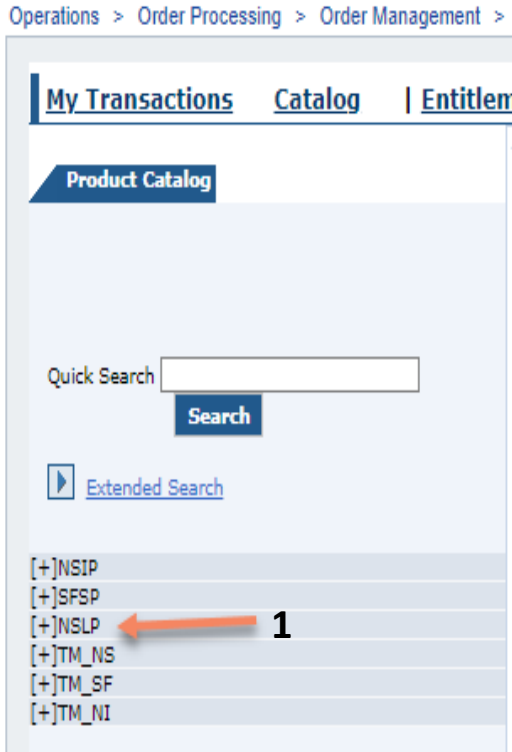 Operations > Order Processing > Order Management >
My Transactions Catalog | Entitlem
Product Catalog
Quick Search
Search
Extended Search
[+]NSIP
[+]SFSP
[+]NSLP 1
[+]TM_NS
[+]TM_SF
[+]TM_NI